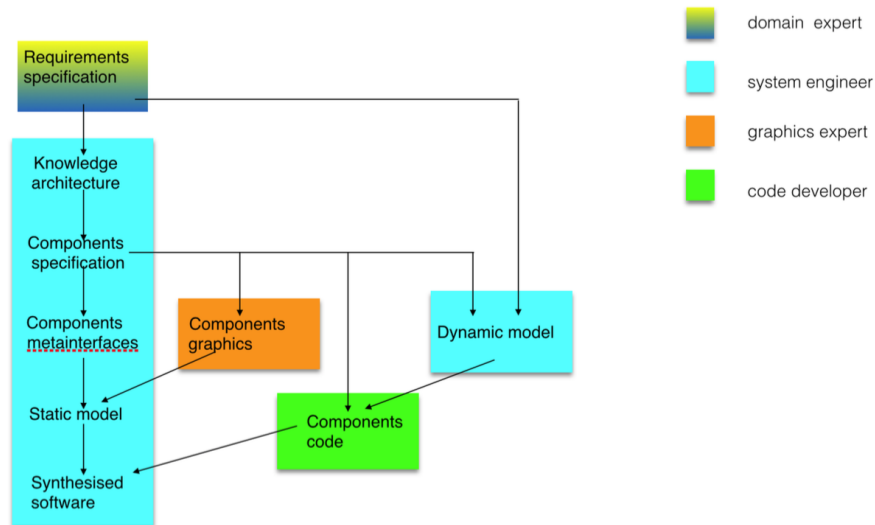 Requirements
specification
domain expert
system engineer
graphics expert
code developer
Knowledge
architecture
Components
specification
Components
metainterfaces
Components
graphics
Dynamic model
Static model
Components
code
Synthesised
software